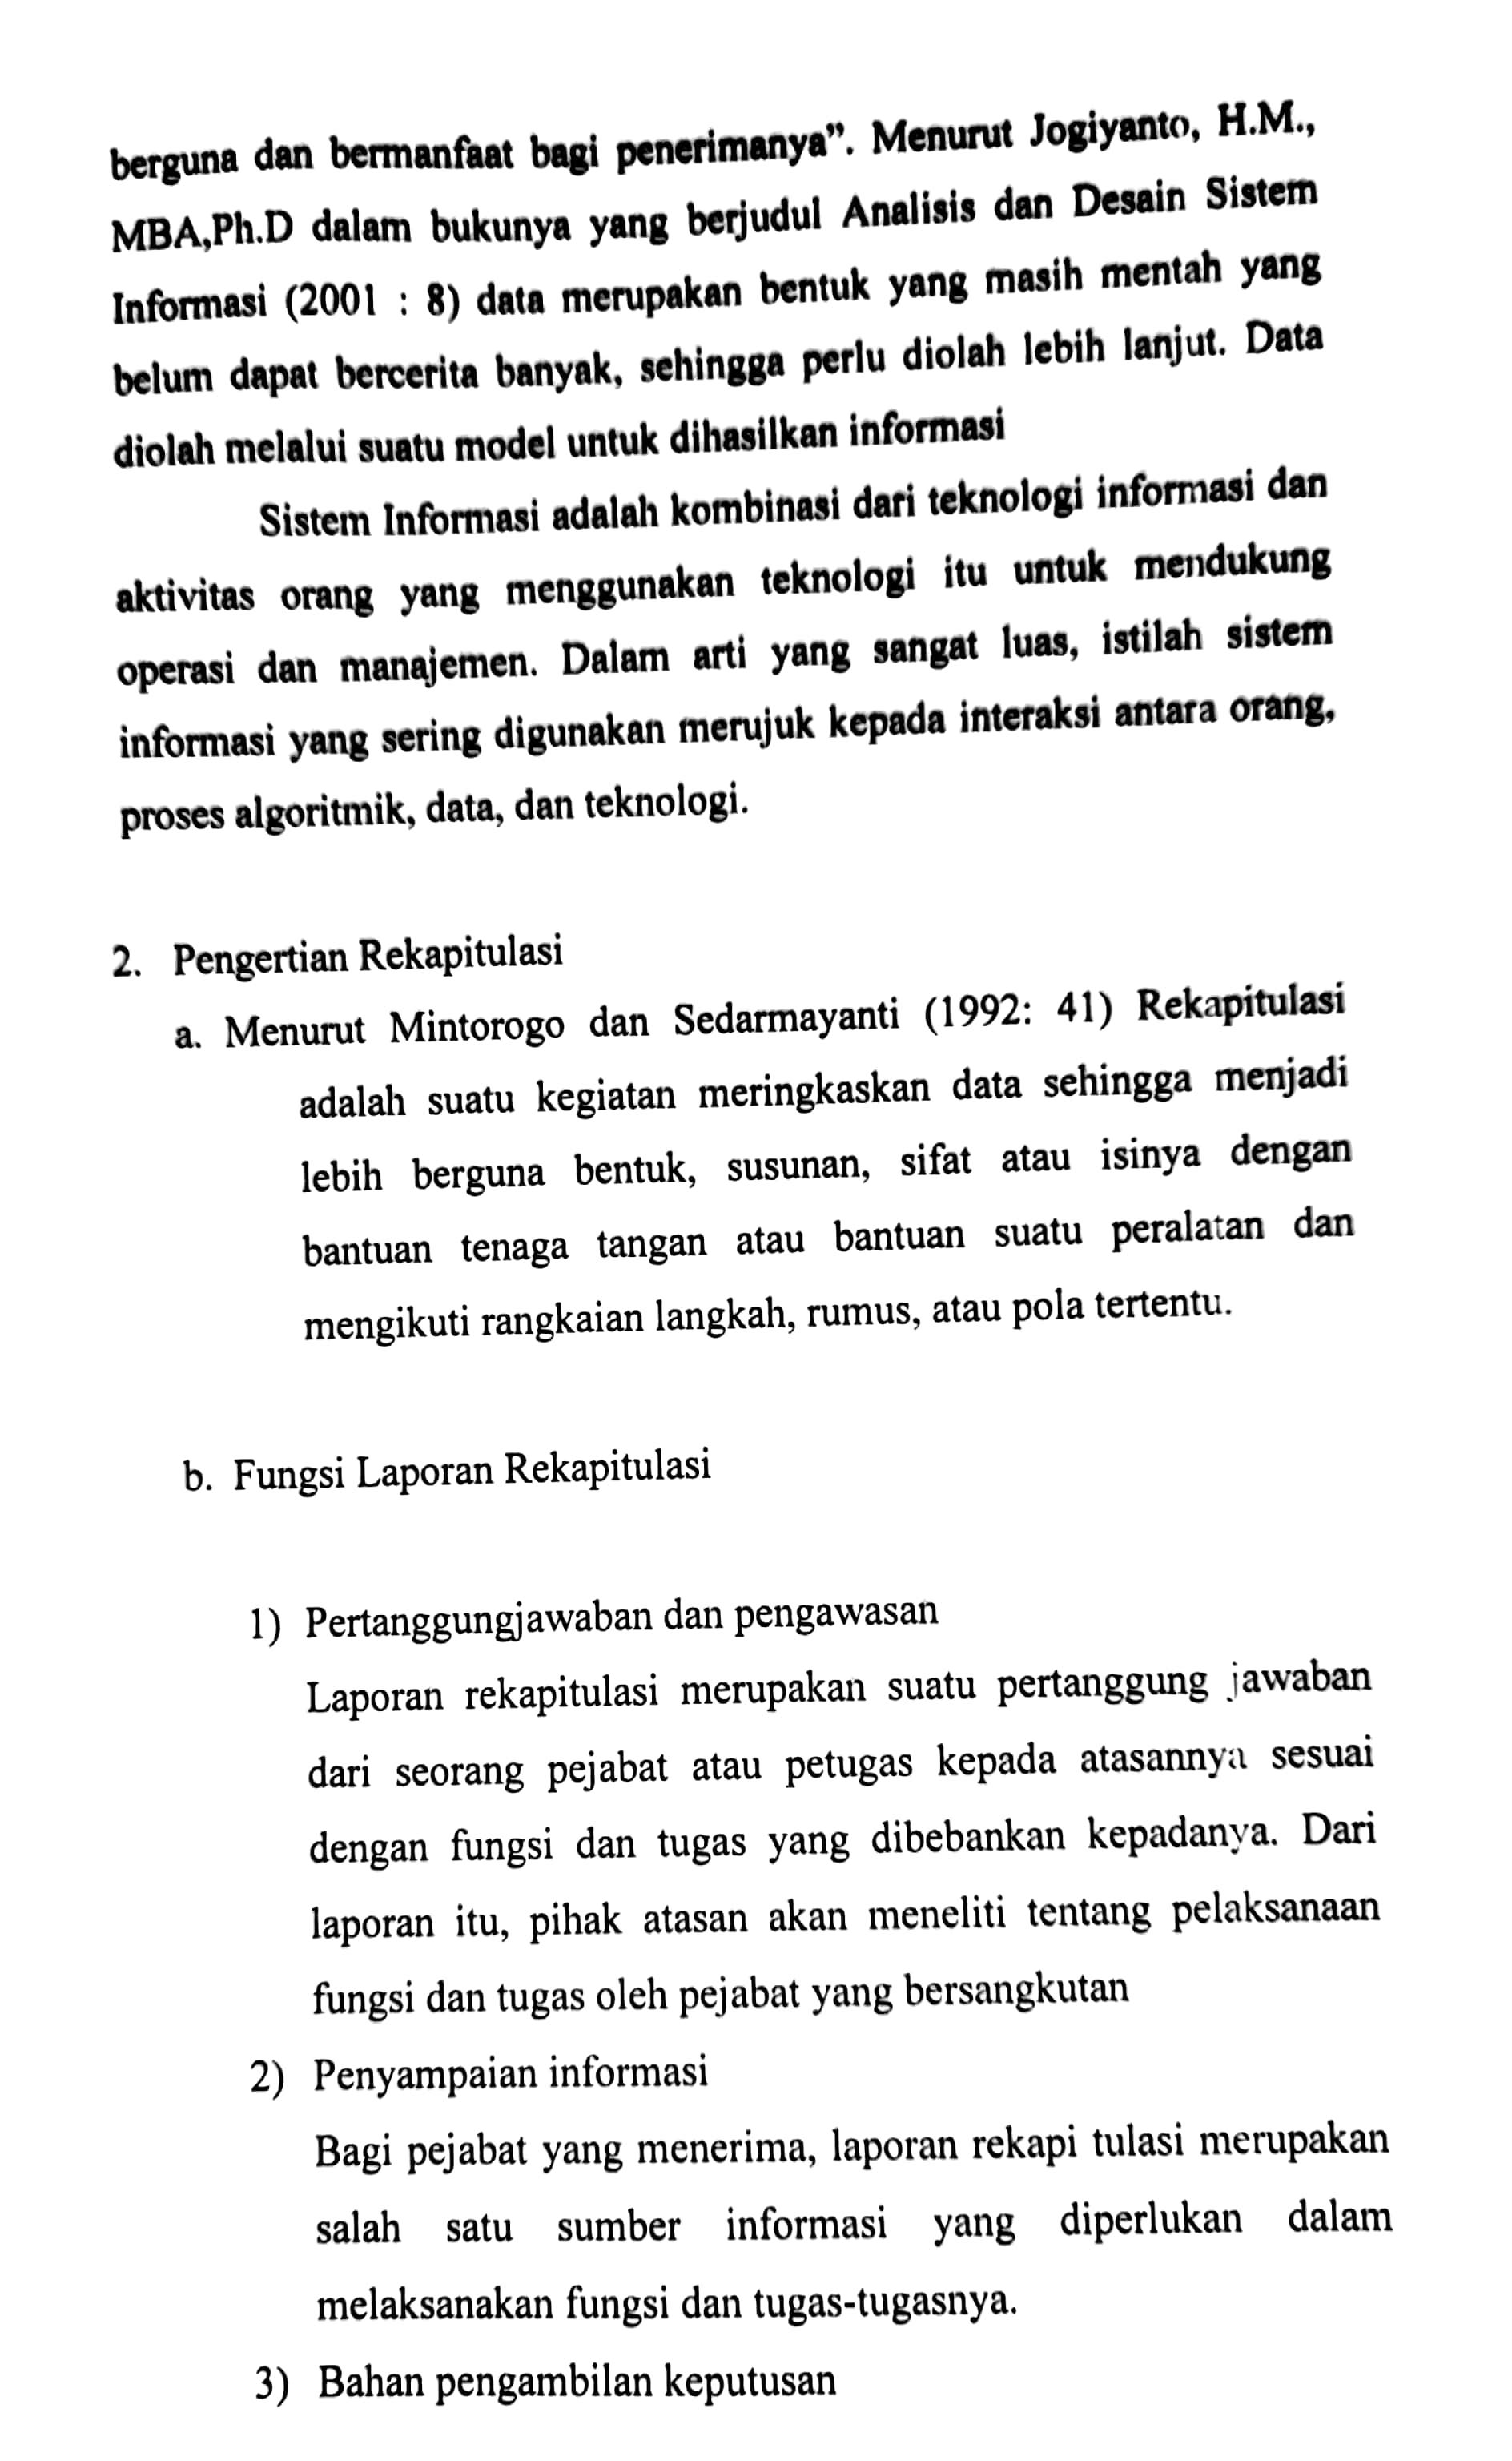 berguna dan bermanfaat bagi penerimanya”. Menurut Jogiyanto, H.M.,
MBA,Ph.D dalam bukunya yang berjudul Analisis dan Desain Sistem
Informasi (2001 : 8) data merupakan bentuk yang masih mentah yang
belum dapat bercerita banyak, sehingga perlu diolah lebih lanjut. Data
diolah melalui suatu model untuk dihasilkan informasi
Sistem Informasi adalah kombinasi dari teknologi informasi dan
aktivitas orang yang menggunakan teknologi itu untuk mendukung
operasi dan manajemen. Dalam arti yang sangat luas, istilah sistem
informasi yang sering digunakan merujuk kepada interaksi antara orang,
proses algoritmik, data, dan teknologi.
2. Pengertian Rekapitulasi
a. Menurut Mintorogo dan Sedarmayanti (1992: 41) Rekapitulasi
adalah suatu kegiatan meringkaskan data sehingga menjadi
lebih berguna bentuk, susunan, sifat atau isinya dengan
bantuan tenaga tangan atau bantuan suatu peralatan dan
mengikuti rangkaian langkah, rumus, atau pola tertentu.
b. Fungsi Laporan Rekapitulasi
1) Pertanggungjawaban dan pengawasan
Laporan rekapitulasi merupakan suatu pertanggung jawaban
dari seorang pejabat atau petugas kepada atasannya sesuai
dengan fungsi dan tugas yang dibebankan kepadanya. Dari
laporan itu, pihak atasan akan meneliti tentang pelaksanaan
fungsi dan tugas oleh pejabat yang bersangkutan
2) Penyampaian informasi
Bagi pejabat yang menerima, laporan rekapi tulasi merupakan
salah satu sumber informasi yang diperlukan dalam
melaksanakan fungsi dan tugas-tugasnya.
3) Bahan pengambilan keputusan